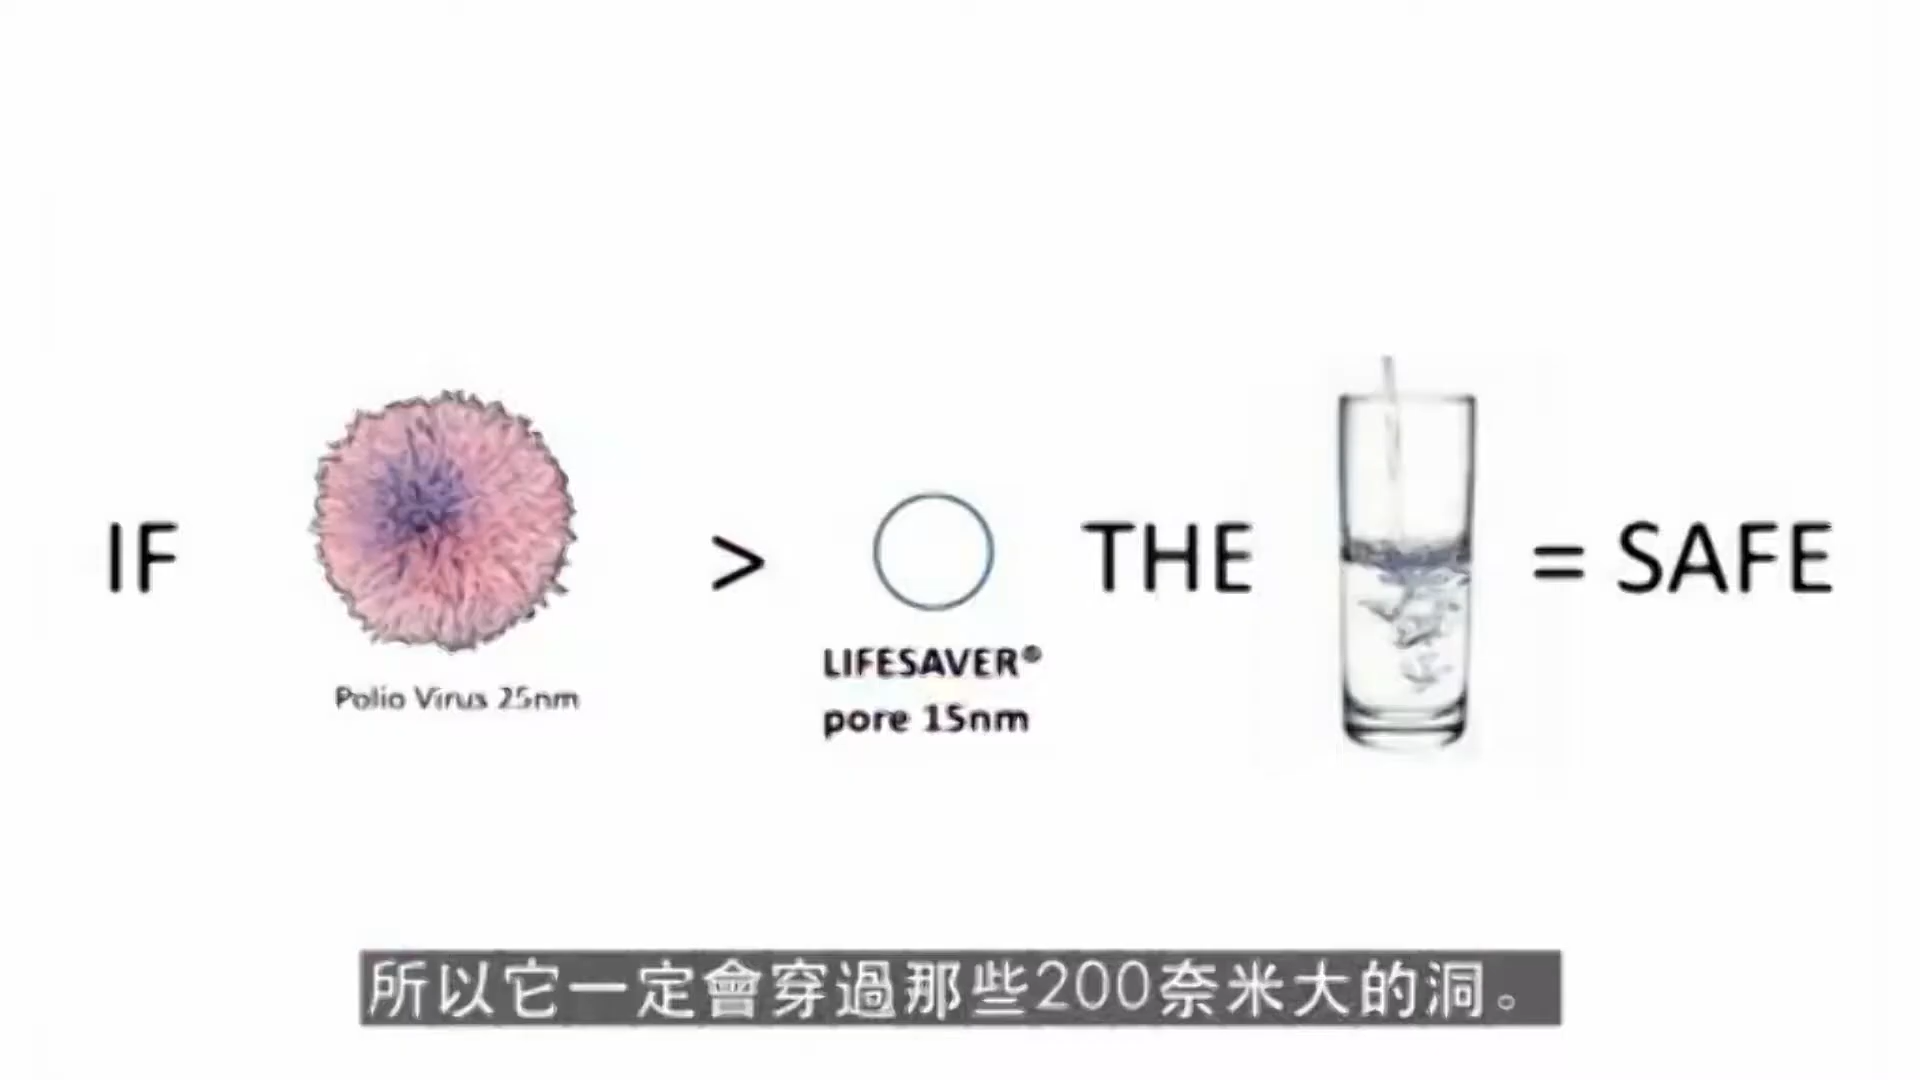 IF > THE = SAFE
Polio Virus 25nm
LIFESAVER®
pore 15nm
所以它一定會穿過那些200奈米大的洞。